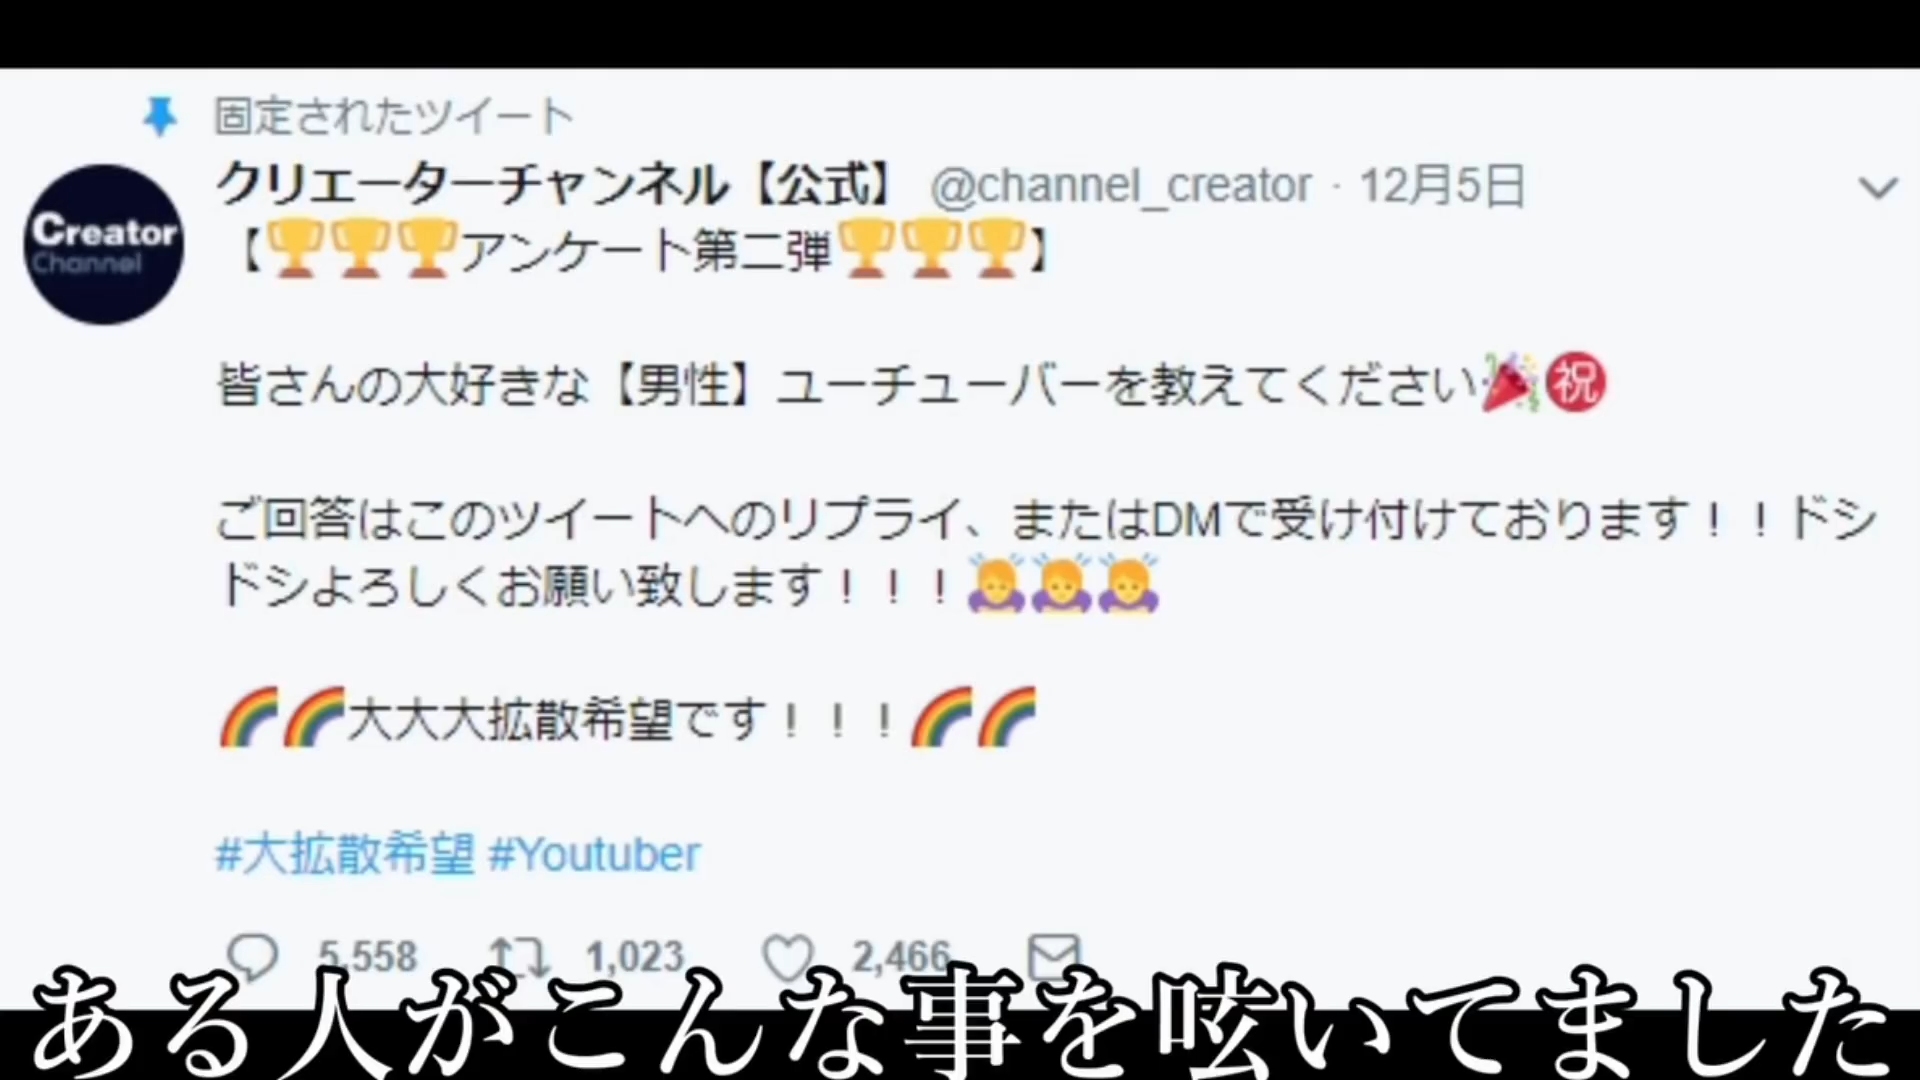 固定されたツイート
Creator
Channel
クリエーターチャンネル【公式】 @channel_creator · 12月5日
【🏆🏆🏆アンケート第二弾🏆🏆🏆】
皆さんの大好きな【男性】ユーチューバーを教えてください🎉㊗
ご回答はこのツイートへのリプライ、またはDMで受け付けております！！ドシ
ドシよろしくお願い致します！！！🙇🙇🙇
🌈🌈大大大拡散希望です！！！🌈🌈
#大拡散希望 #Youtuber
5,558 1,023 2,466
ある人がこんな事を呟いてました